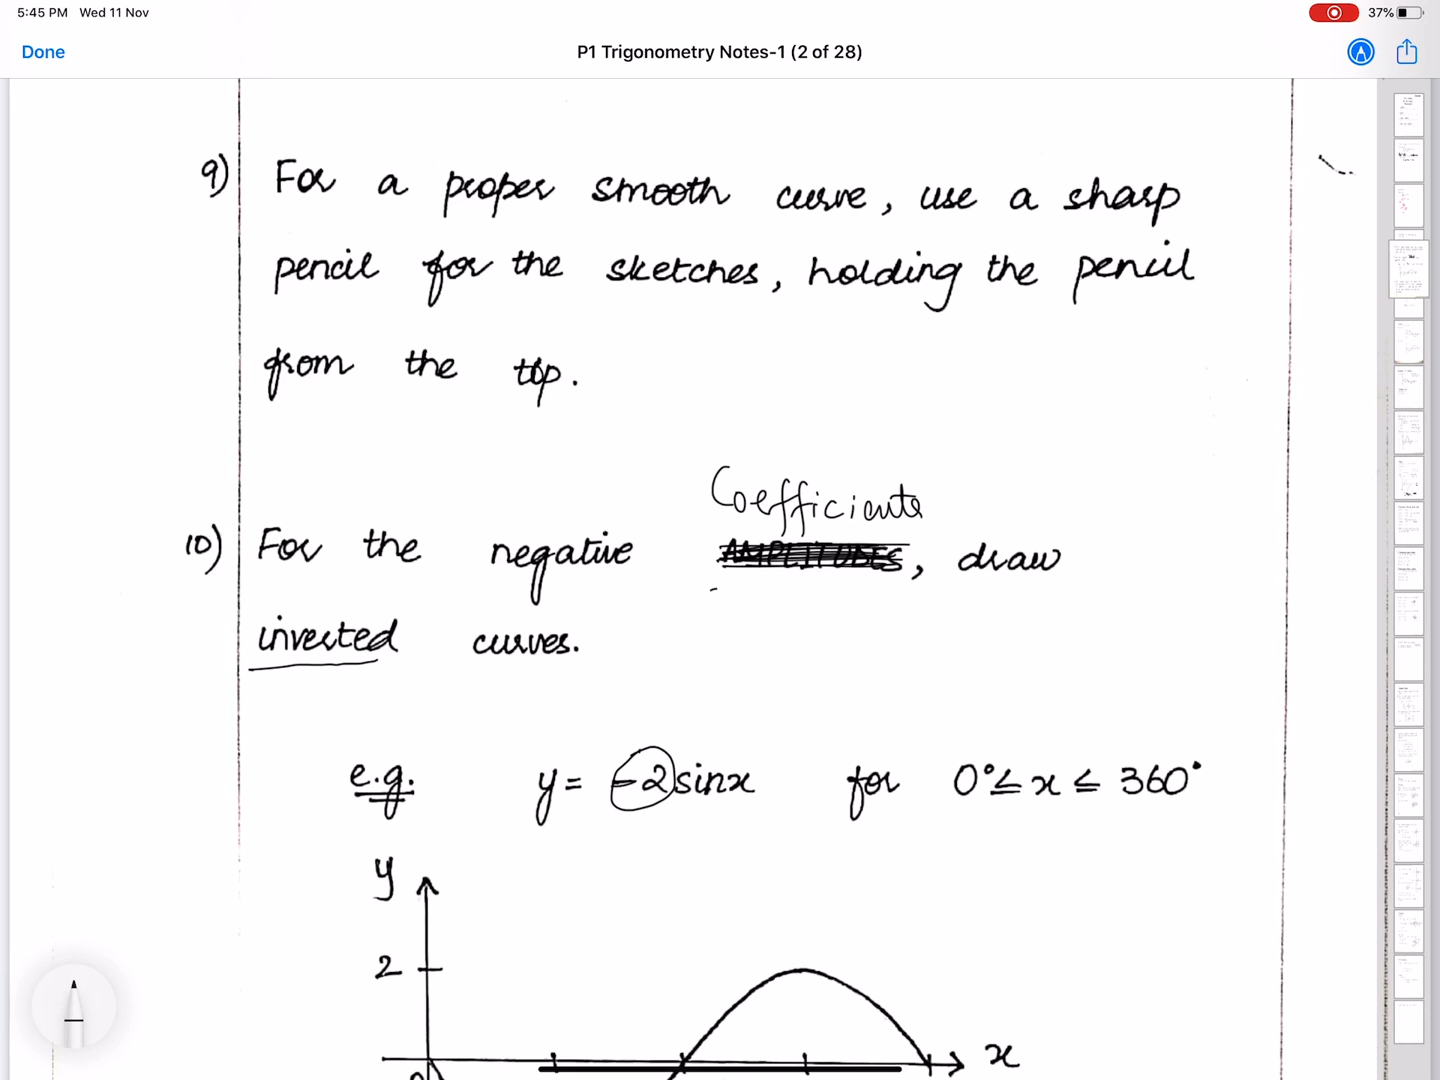 5:45 PM Wed 11 Nov
37%
Done
P1 Trigonometry Notes-1 (2 of 28)
9) For a proper smooth curve, use a sharp
pencil for the sketches, holding the pencil
from the top.
Coefficients
10) For the negative AMPLITUDES, draw
inverted curves.
e.g. y = -2sinx for 0° ≤ x ≤ 360°
y
2
x